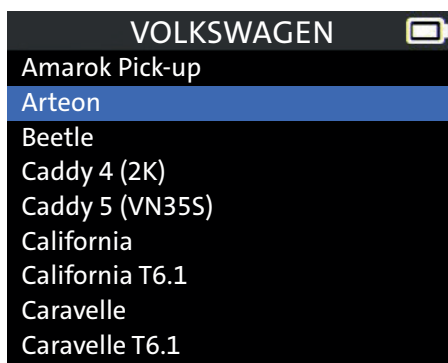 VOLKSWAGEN
Amarok Pick-up
Arteon
Beetle
Caddy 4 (2K)
Caddy 5 (VN35S)
California
California T6.1
Caravelle
Caravelle T6.1